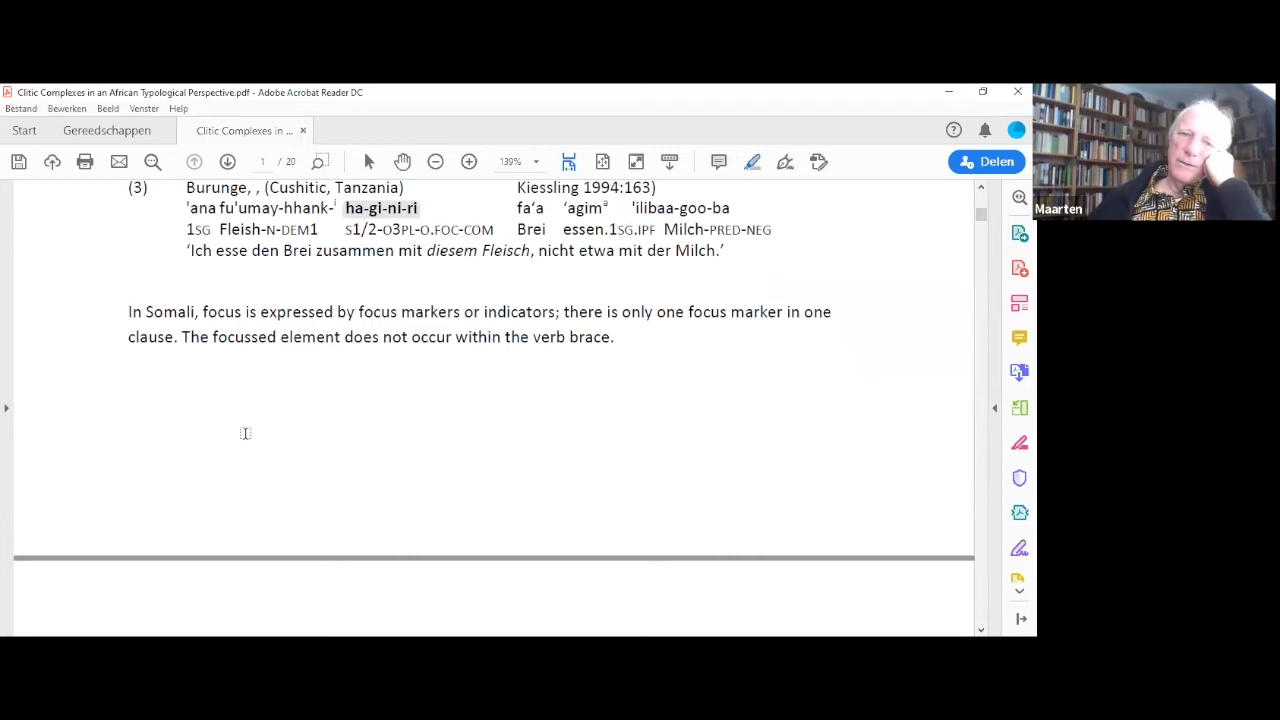 Clitic Complexes in an African Typological Perspective.pdf - Adobe Acrobat Reader DC
Bestand Bewerken Beeld Venster Help
Start Gereedschappen Clitic Complexes in ... ×
1 / 20 139% Delen
(3) Burunge, , (Cushitic, Tanzania) Kiessling 1994:163)
'ana fu'umay-hhank-ⁱ ha-gi-ni-ri fa‘a ‘agimᵃ 'ilibaa-goo-ba
1SG Fleish-N-DEM1 S1/2-O3PL-O.FOC-COM Brei essen.1SG.IPF Milch-PRED-NEG
‘Ich esse den Brei zusammen mit diesem Fleisch, nicht etwa mit der Milch.’
In Somali, focus is expressed by focus markers or indicators; there is only one focus marker in one
clause. The focussed element does not occur within the verb brace.
Maarten